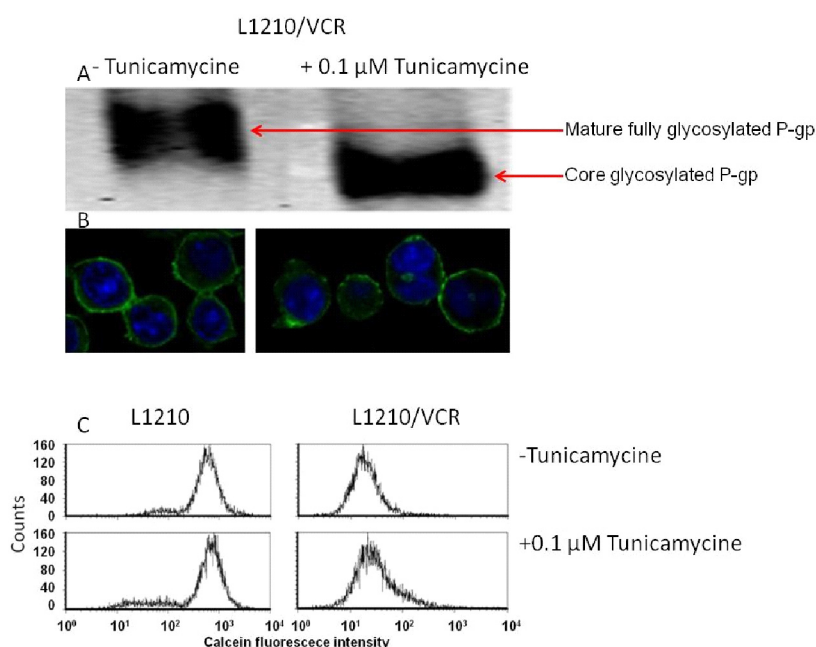 L1210/VCR
A - Tunicamycine + 0.1 µM Tunicamycine
Mature fully glycosylated P-gp
Core glycosylated P-gp
B
C L1210 L1210/VCR
160
120
80
40
0
-Tunicamycine
160
120
80
40
0
+0.1 µM Tunicamycine
Counts
10⁰ 10¹ 10² 10³ 10⁴ 10⁰ 10¹ 10² 10³ 10⁴
Calcein fluorescece intensity